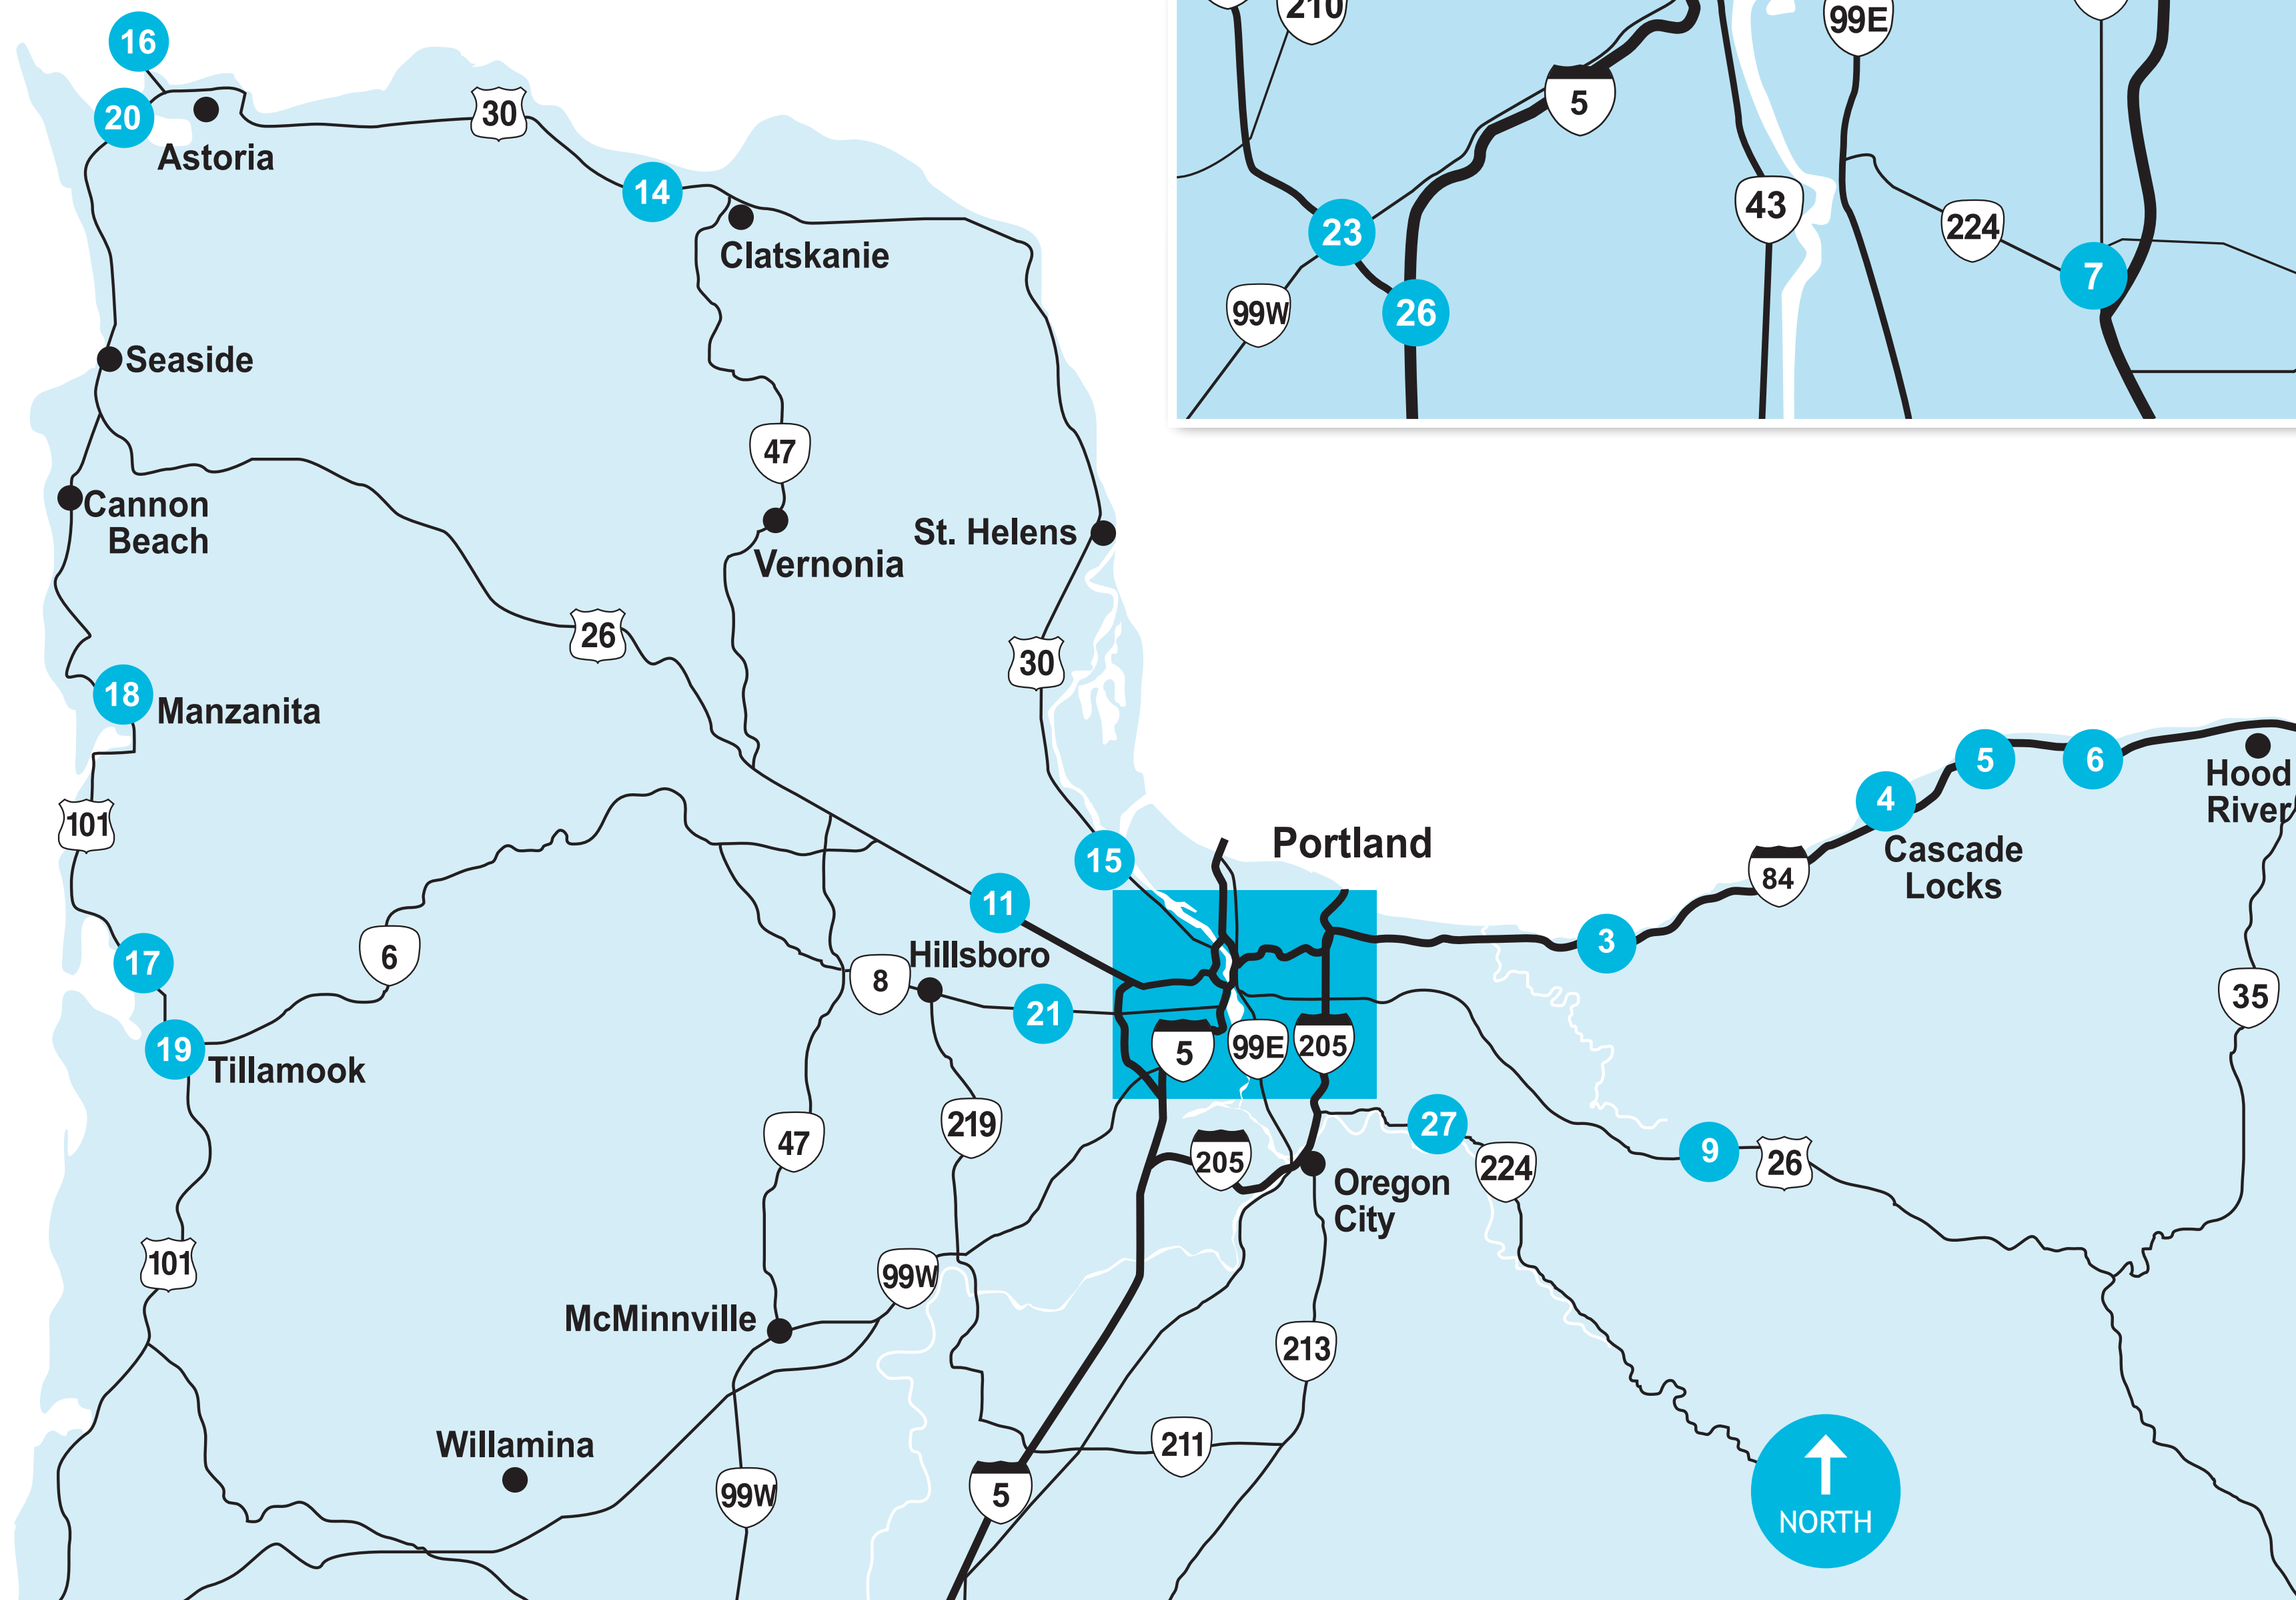 16
20
Astoria
30
14
Clatskanie
210
99E
5
43
224
23
7
99W
26
Seaside
47
Cannon
Beach
Vernonia
St. Helens
26
30
18
Manzanita
101
5
6
4
Hood
River
Cascade
Locks
84
Portland
15
11
3
17
6
8
Hillsboro
21
35
19
Tillamook
5
99E
205
47
219
27
205
224
9
26
Oregon
City
101
99W
McMinnville
213
Willamina
211
99W
5
NORTH